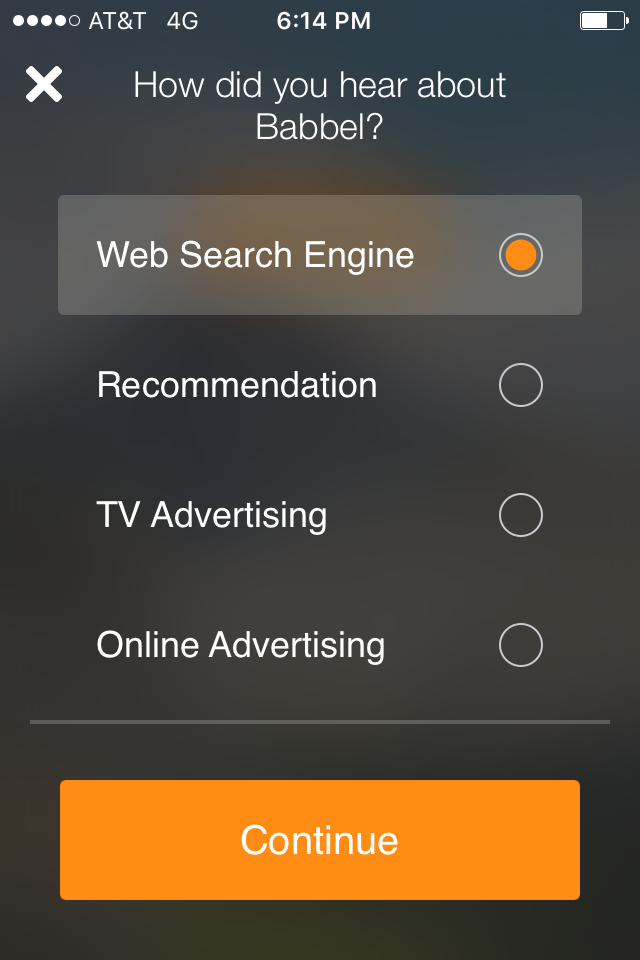 AT&T 4G 6:14 PM
How did you hear about
Babbel?
Web Search Engine
Recommendation
TV Advertising
Online Advertising
Continue